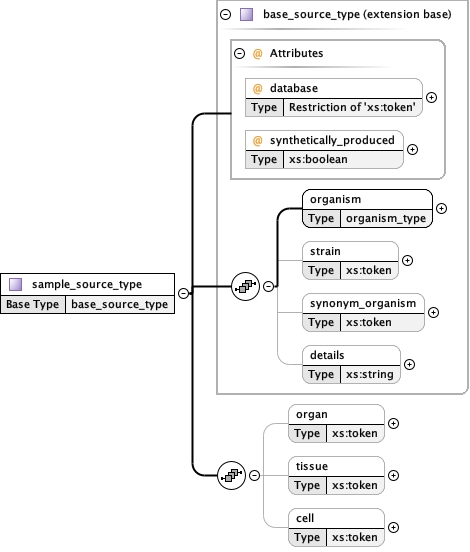 base_source_type (extension base)
@ Attributes
@ database
Type Restriction of 'xs:token'
@ synthetically_produced
Type xs:boolean
organism
Type organism_type
strain
Type xs:token
sample_source_type
Base Type base_source_type
synonym_organism
Type xs:token
details
Type xs:string
organ
Type xs:token
tissue
Type xs:token
cell
Type xs:token